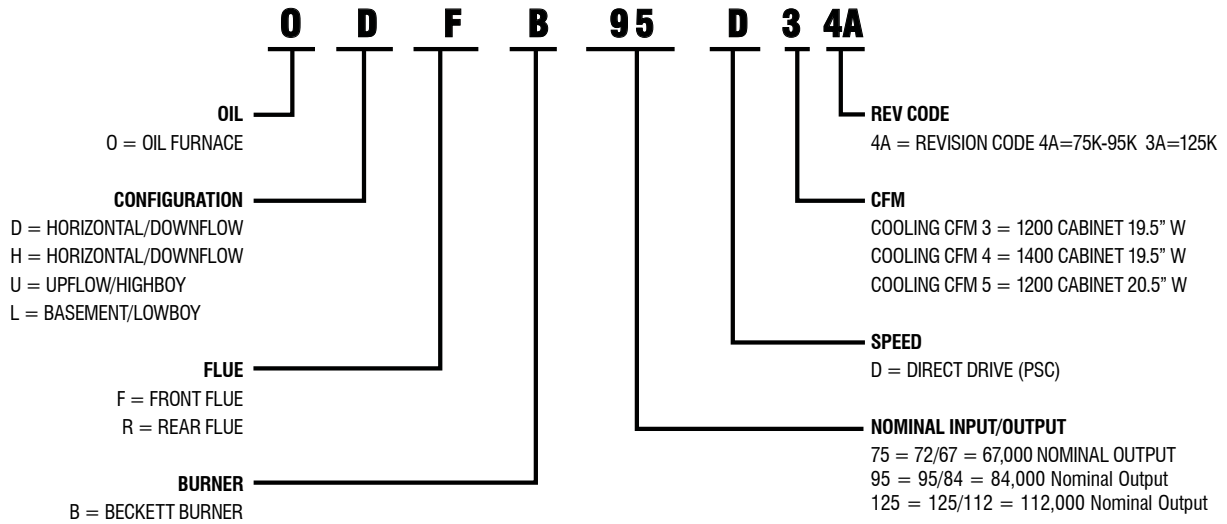 O D F B 95 D 3 4A
OIL
O = OIL FURNACE
CONFIGURATION
D = HORIZONTAL/DOWNFLOW
H = HORIZONTAL/DOWNFLOW
U = UPFLOW/HIGHBOY
L = BASEMENT/LOWBOY
FLUE
F = FRONT FLUE
R = REAR FLUE
BURNER
B = BECKETT BURNER
REV CODE
4A = REVISION CODE 4A=75K-95K 3A=125K
CFM
COOLING CFM 3 = 1200 CABINET 19.5” W
COOLING CFM 4 = 1400 CABINET 19.5” W
COOLING CFM 5 = 1200 CABINET 20.5” W
SPEED
D = DIRECT DRIVE (PSC)
NOMINAL INPUT/OUTPUT
75 = 72/67 = 67,000 NOMINAL OUTPUT
95 = 95/84 = 84,000 Nominal Output
125 = 125/112 = 112,000 Nominal Output